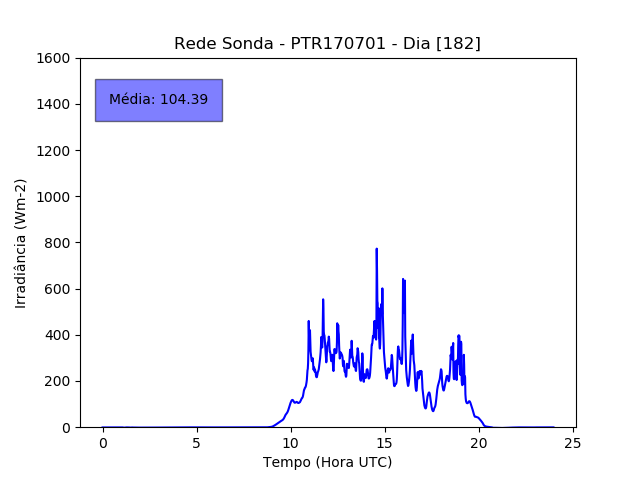 Rede Sonda - PTR170701 - Dia [182]
Média: 104.39
Irradiância (Wm-2)
1600
1400
1200
1000
800
600
400
200
0
0 5 10 15 20 25
Tempo (Hora UTC)